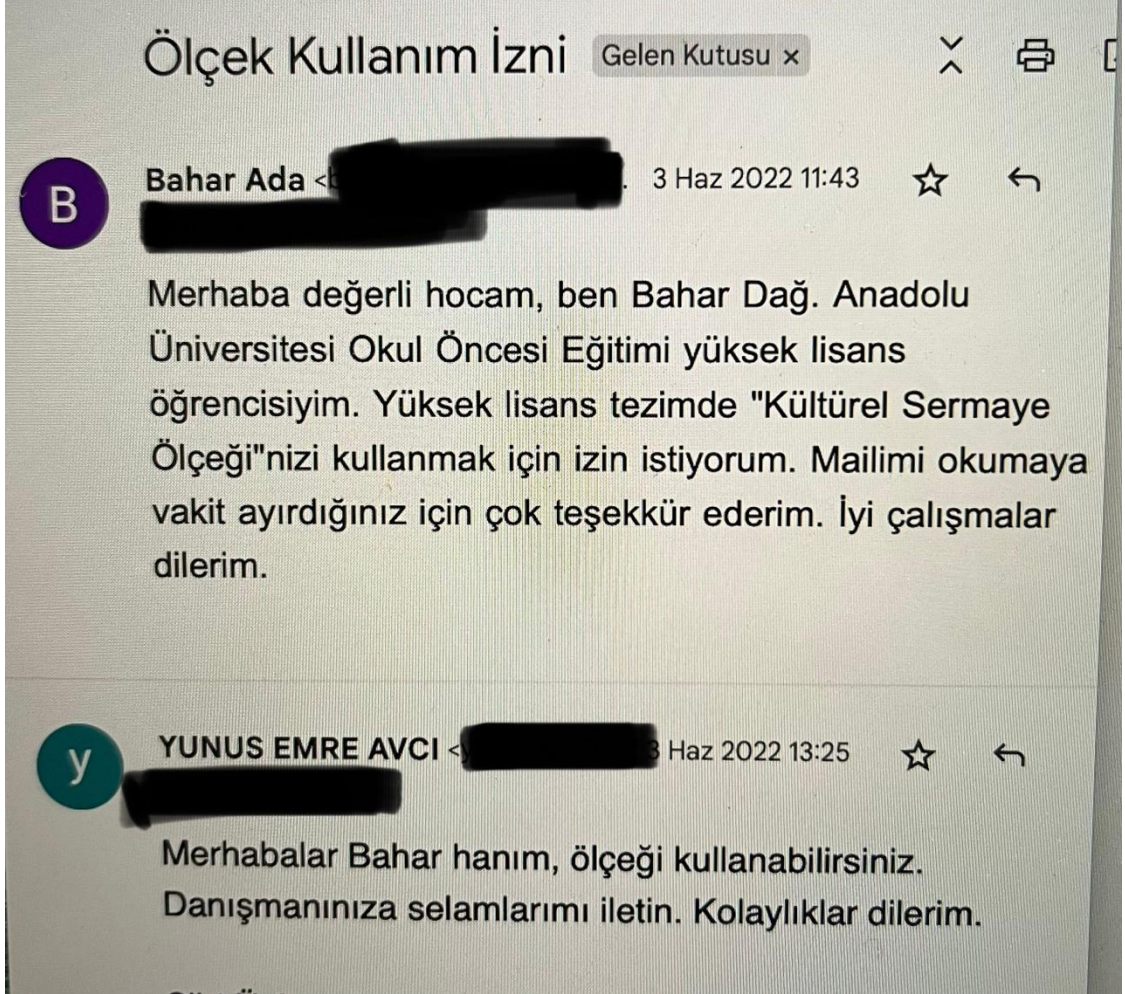 Ölçek Kullanım İzni Gelen Kutusu x
B
Bahar Ada < 3 Haz 2022 11:43
Merhaba değerli hocam, ben Bahar Dağ. Anadolu
Üniversitesi Okul Öncesi Eğitimi yüksek lisans
öğrencisiyim. Yüksek lisans tezimde "Kültürel Sermaye
Ölçeği"nizi kullanmak için izin istiyorum. Mailimi okumaya
vakit ayırdığınız için çok teşekkür ederim. İyi çalışmalar
dilerim.
y
YUNUS EMRE AVCI < 3 Haz 2022 13:25
Merhabalar Bahar hanım, ölçeği kullanabilirsiniz.
Danışmanınıza selamlarımı iletin. Kolaylıklar dilerim.